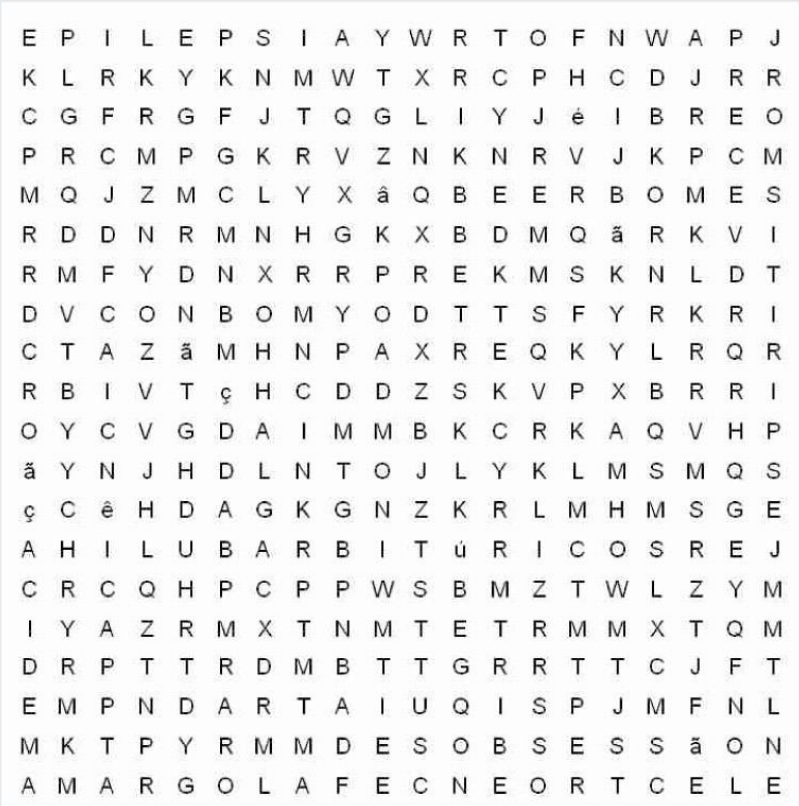 E P I L E P S I A Y W R T O F N W A P J
K L R K Y K N M W T X R C P H C D J R R
C G F R G F J T Q G L I Y J é I B R E O
P R C M P G K R V Z N K N R V J K P C M
M Q J Z M C L Y X â Q B E E R B O M E S
R D D N R M N H G K X B D M Q ã R K V I
R M F Y D N X R R P R E K M S K N L D T
D V C O N B O M Y O D T T S F Y R K R I
C T A Z ã M H N P A X R E Q K Y L R Q R
R B I V T ç H C D D Z S K V P X B R R I
O Y C V G D A I M M B K C R K A Q V H P
ã Y N J H D L N T O J L Y K L M S M Q S
ç C ê H D A G K G N Z K R L M H M S G E
A H I L U B A R B I T ú R I C O S R E J
C R C Q H P C P P W S B M Z T W L Z Y M
I Y A Z R M X T N M T E T R M M X T Q M
D R P T T R D M B T T G R R T T C J F T
E M P N D A R T A I U Q I S P J M F N L
M K T P Y R M M D E S O B S E S S ã O N
A M A R G O L A F E C N E O R T C E L E